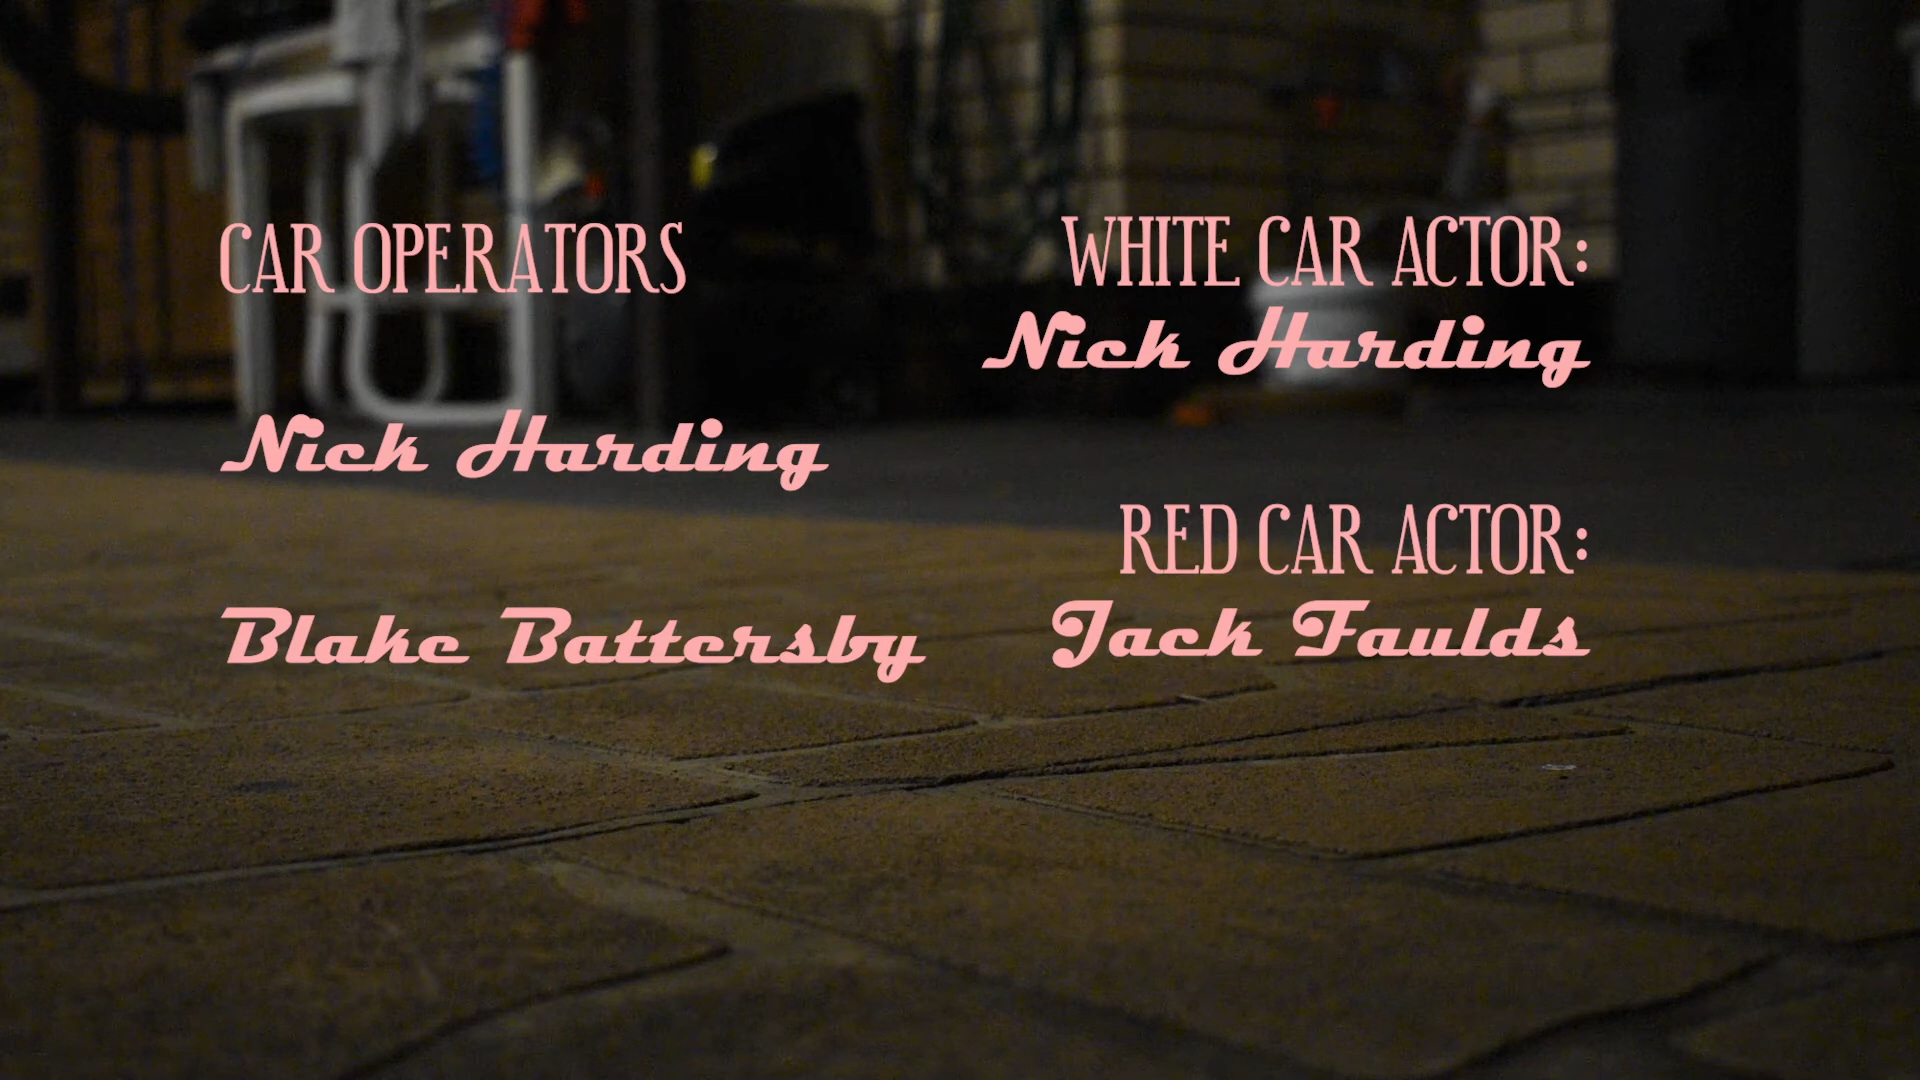 CAR OPERATORS
Nick Harding
Blake Battersby
WHITE CAR ACTOR:
Nick Harding
RED CAR ACTOR:
Jack Faulds